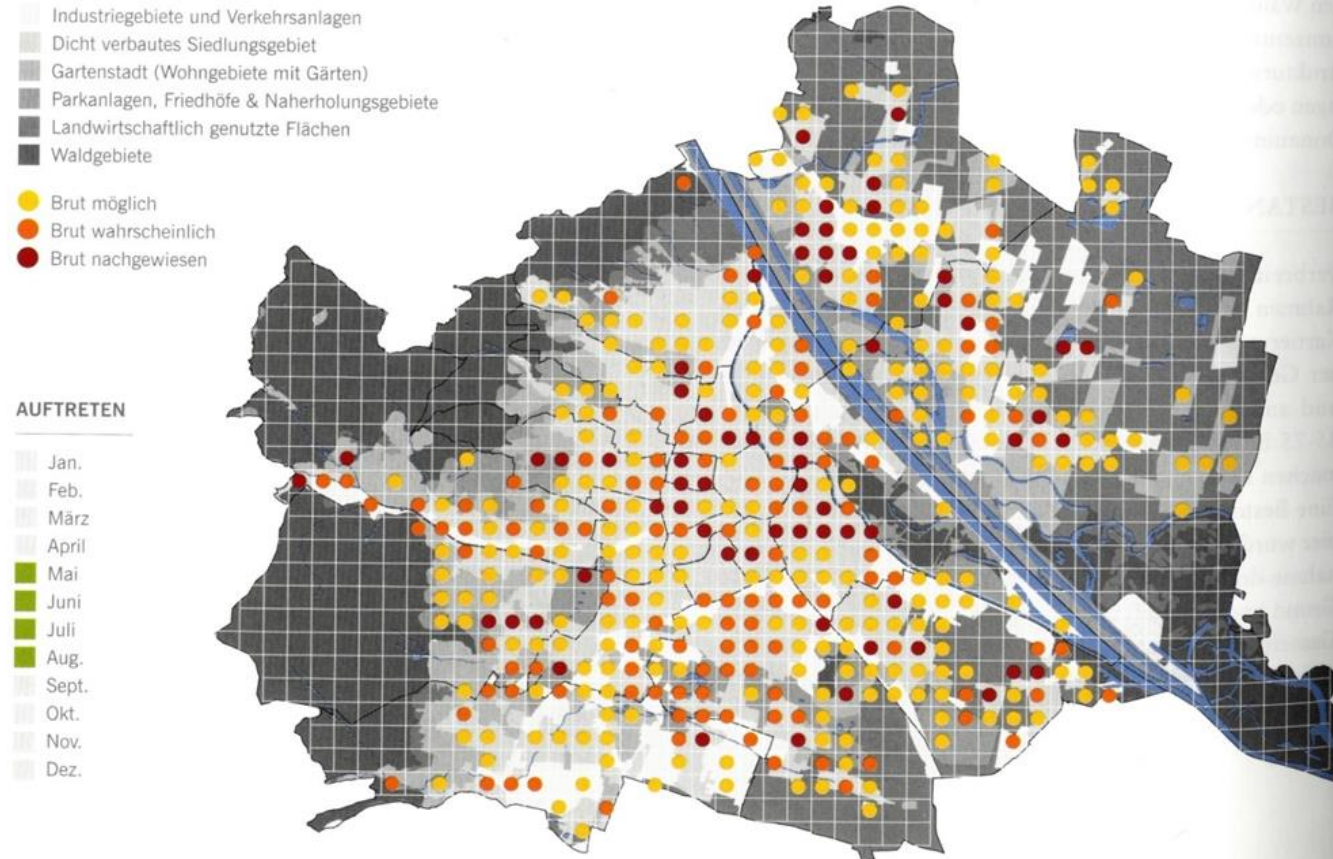 Industriegebiete und Verkehrsanlagen
Dicht verbautes Siedlungsgebiet
Gartenstadt (Wohngebiete mit Gärten)
Parkanlagen, Friedhöfe & Naherholungsgebiete
Landwirtschaftlich genutzte Flächen
Waldgebiete
Brut möglich
Brut wahrscheinlich
Brut nachgewiesen
AUFTRETEN
Jan.
Feb.
März
April
Mai
Juni
Juli
Aug.
Sept.
Okt.
Nov.
Dez.